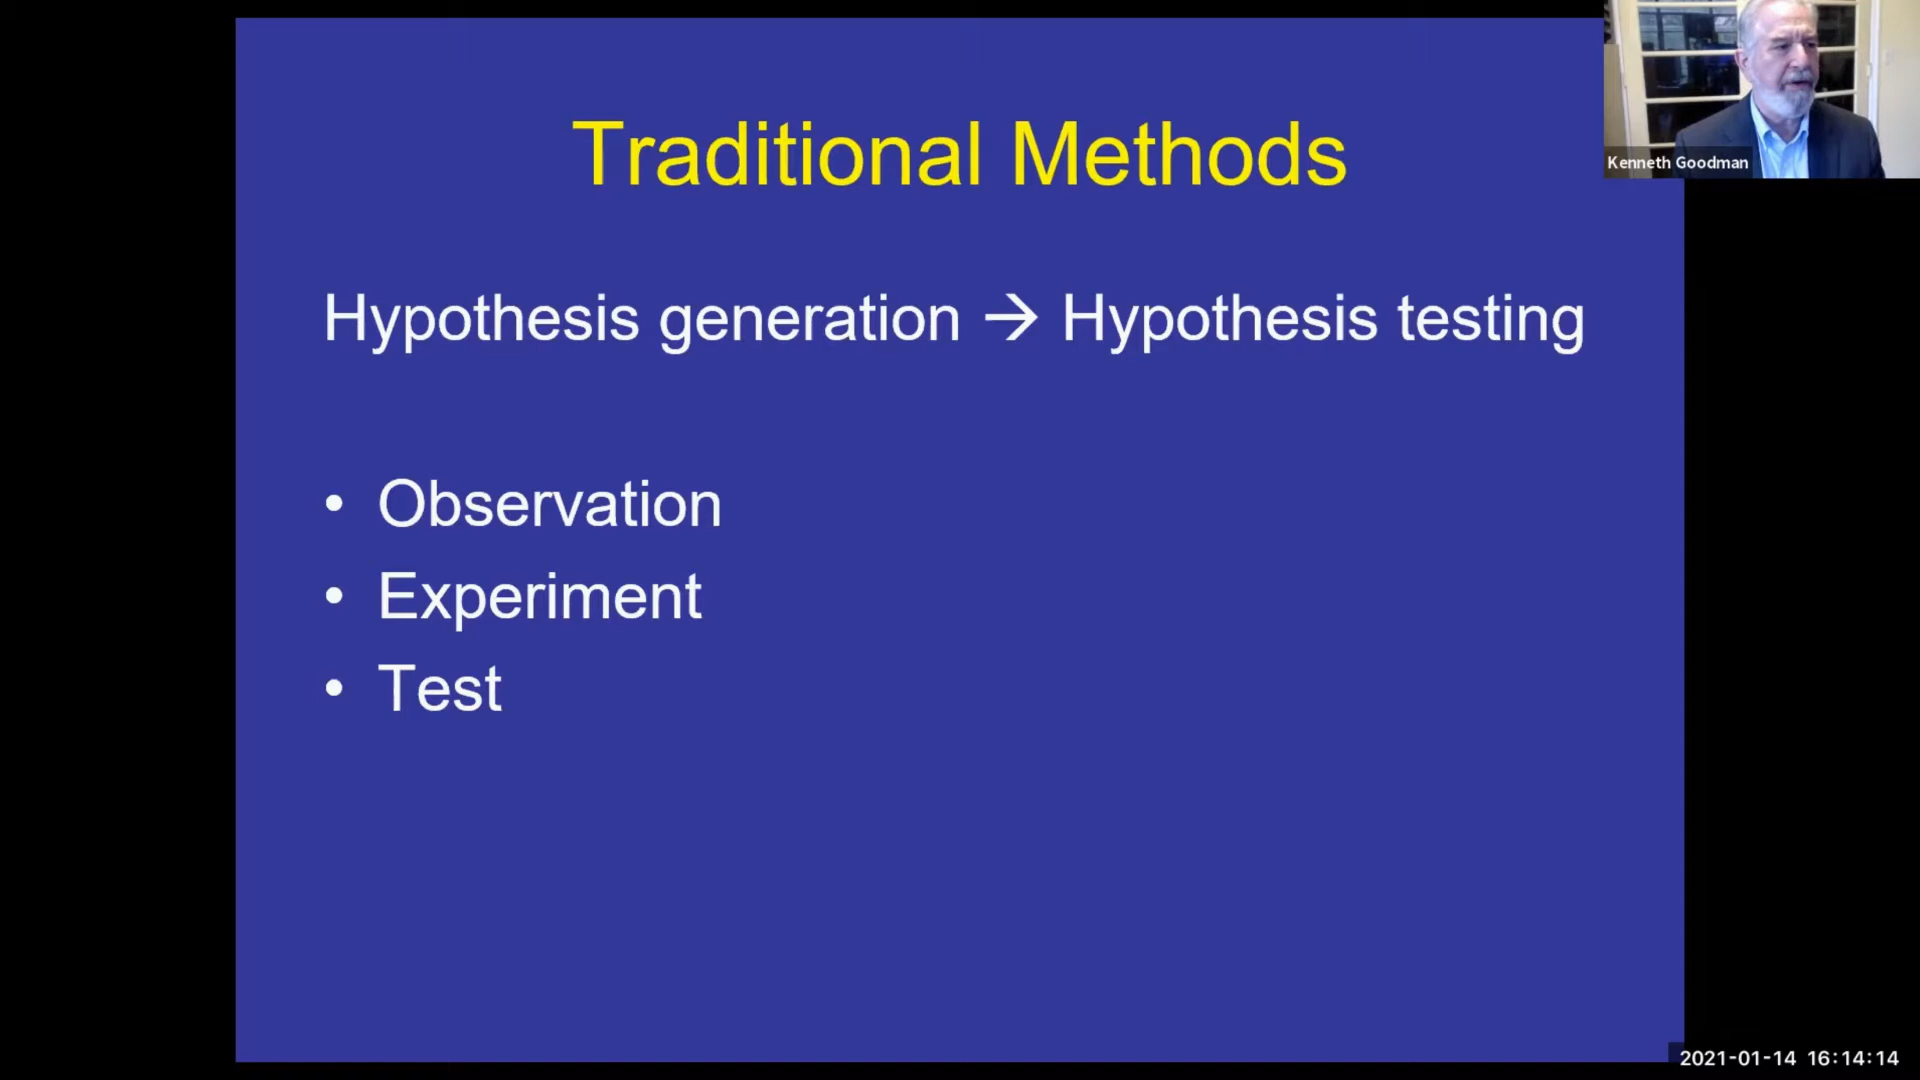 Traditional Methods
Kenneth Goodman
Hypothesis generation → Hypothesis testing
• Observation
• Experiment
• Test
2021-01-14 16:14:14